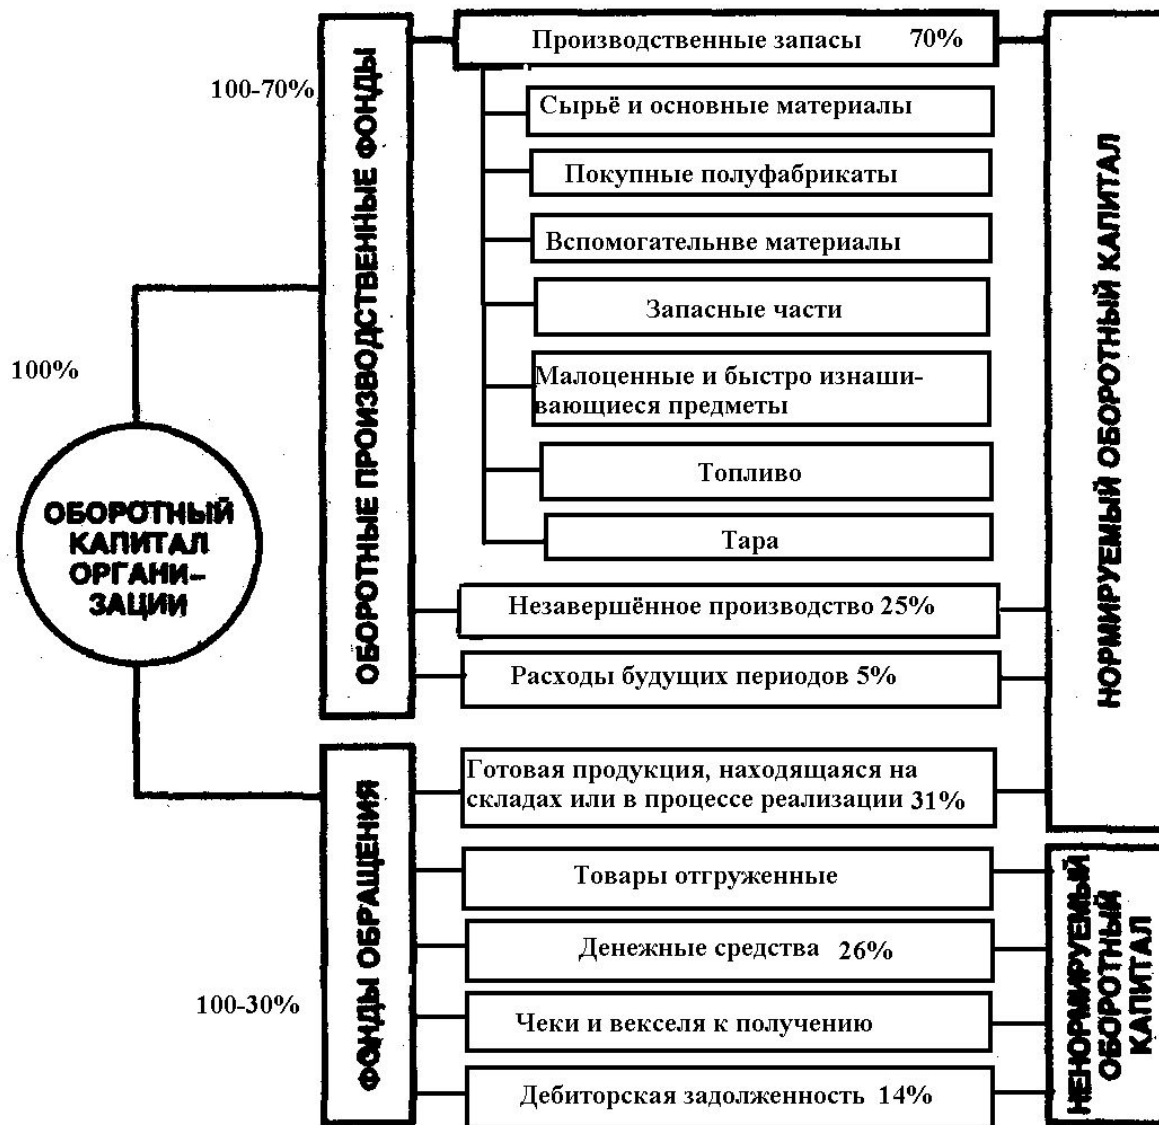 100%
ОБОРОТНЫЙ
КАПИТАЛ
ОРГАНИ-
ЗАЦИИ
100-70%
ОБОРОТНЫЕ ПРОИЗВОДСТВЕННЫЕ ФОНДЫ
Производственные запасы 70%
Сырьё и основные материалы
Покупные полуфабрикаты
Вспомогательнве материалы
Запасные части
Малоценные и быстро изнаши-
вающиеся предметы
Топливо
Тара
Незавершённое производство 25%
Расходы будущих периодов 5%
НОРМИРУЕМЫЙ ОБОРОТНЫЙ КАПИТАЛ
100-30%
ФОНДЫ ОБРАЩЕНИЯ
Готовая продукция, находящаяся на
складах или в процессе реализации 31%
Товары отгруженные
Денежные средства 26%
Чеки и векселя к получению
Дебиторская задолженность 14%
НЕНОРМИРУЕМЫЙ
ОБОРОТНЫЙ
КАПИТАЛ